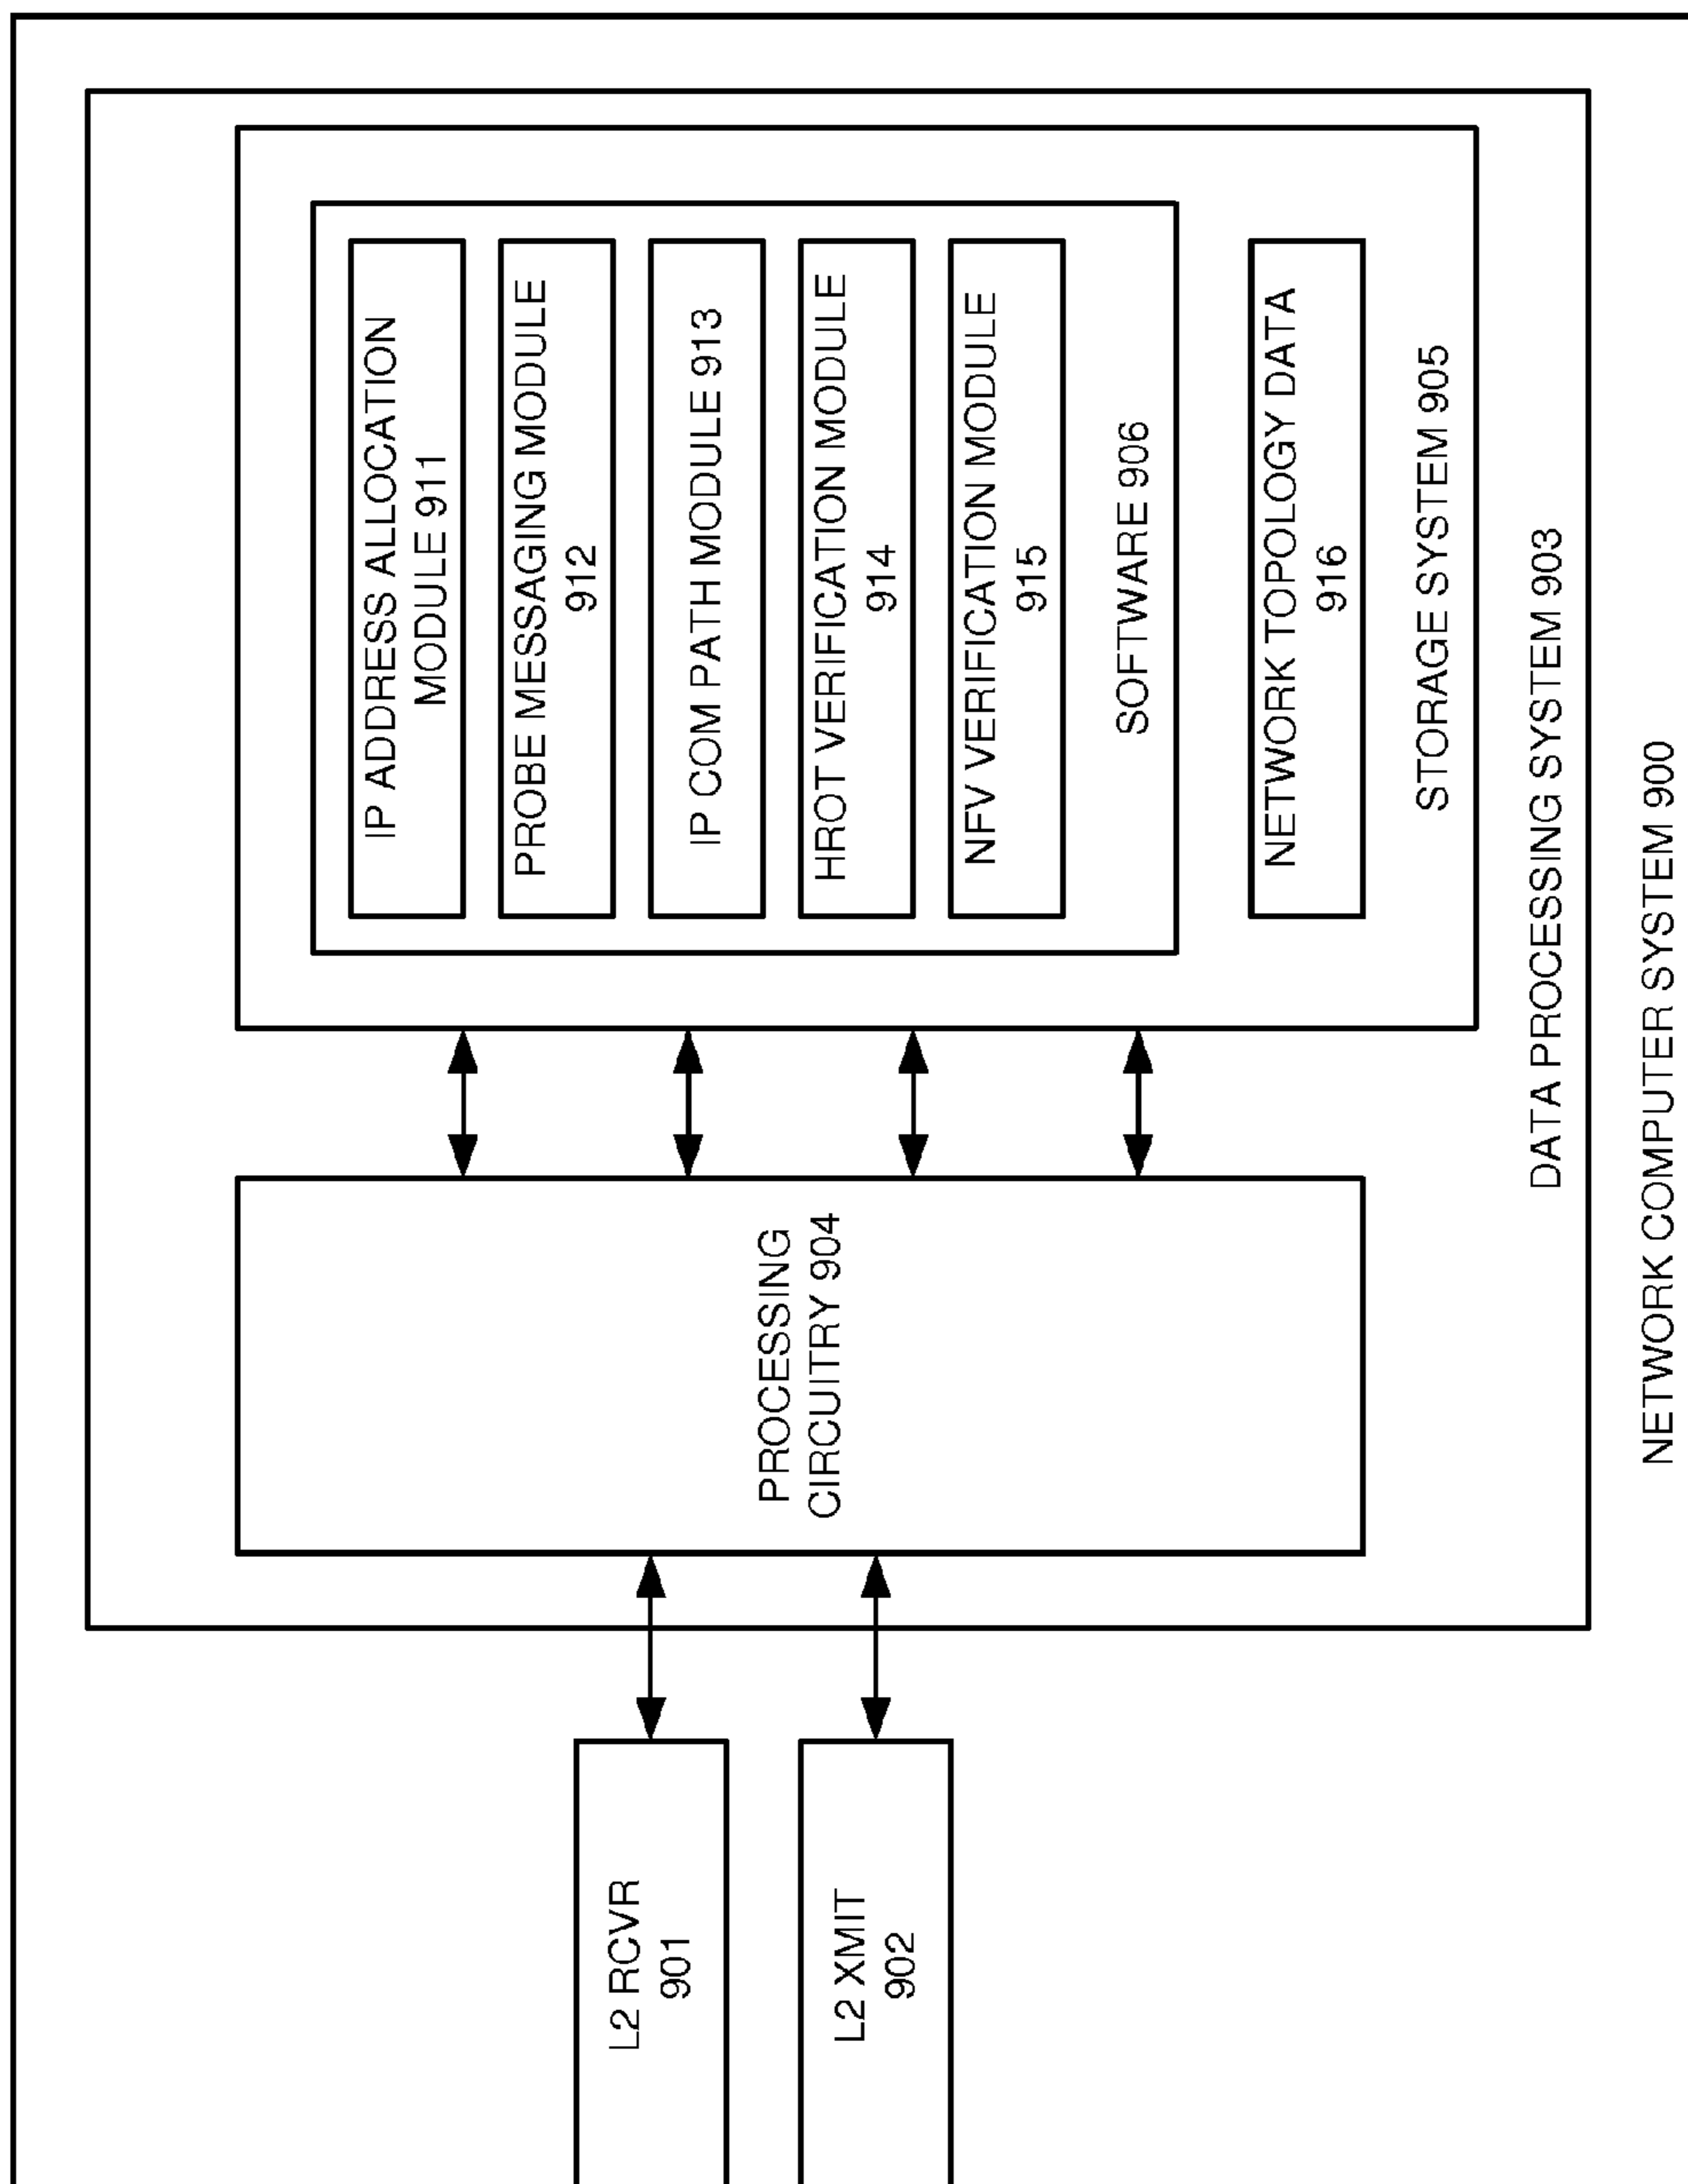 L2 RCVR
901
L2 XMIT
902
PROCESSING
CIRCUITRY 904
IP ADDRESS ALLOCATION
MODULE 911
PROBE MESSAGING MODULE
912
IP COM PATH MODULE 913
HROT VERIFICATION MODULE
914
NFV VERIFICATION MODULE
915
SOFTWARE 906
NETWORK TOPOLOGY DATA
916
STORAGE SYSTEM 905
DATA PROCESSING SYSTEM 903
NETWORK COMPUTER SYSTEM 900